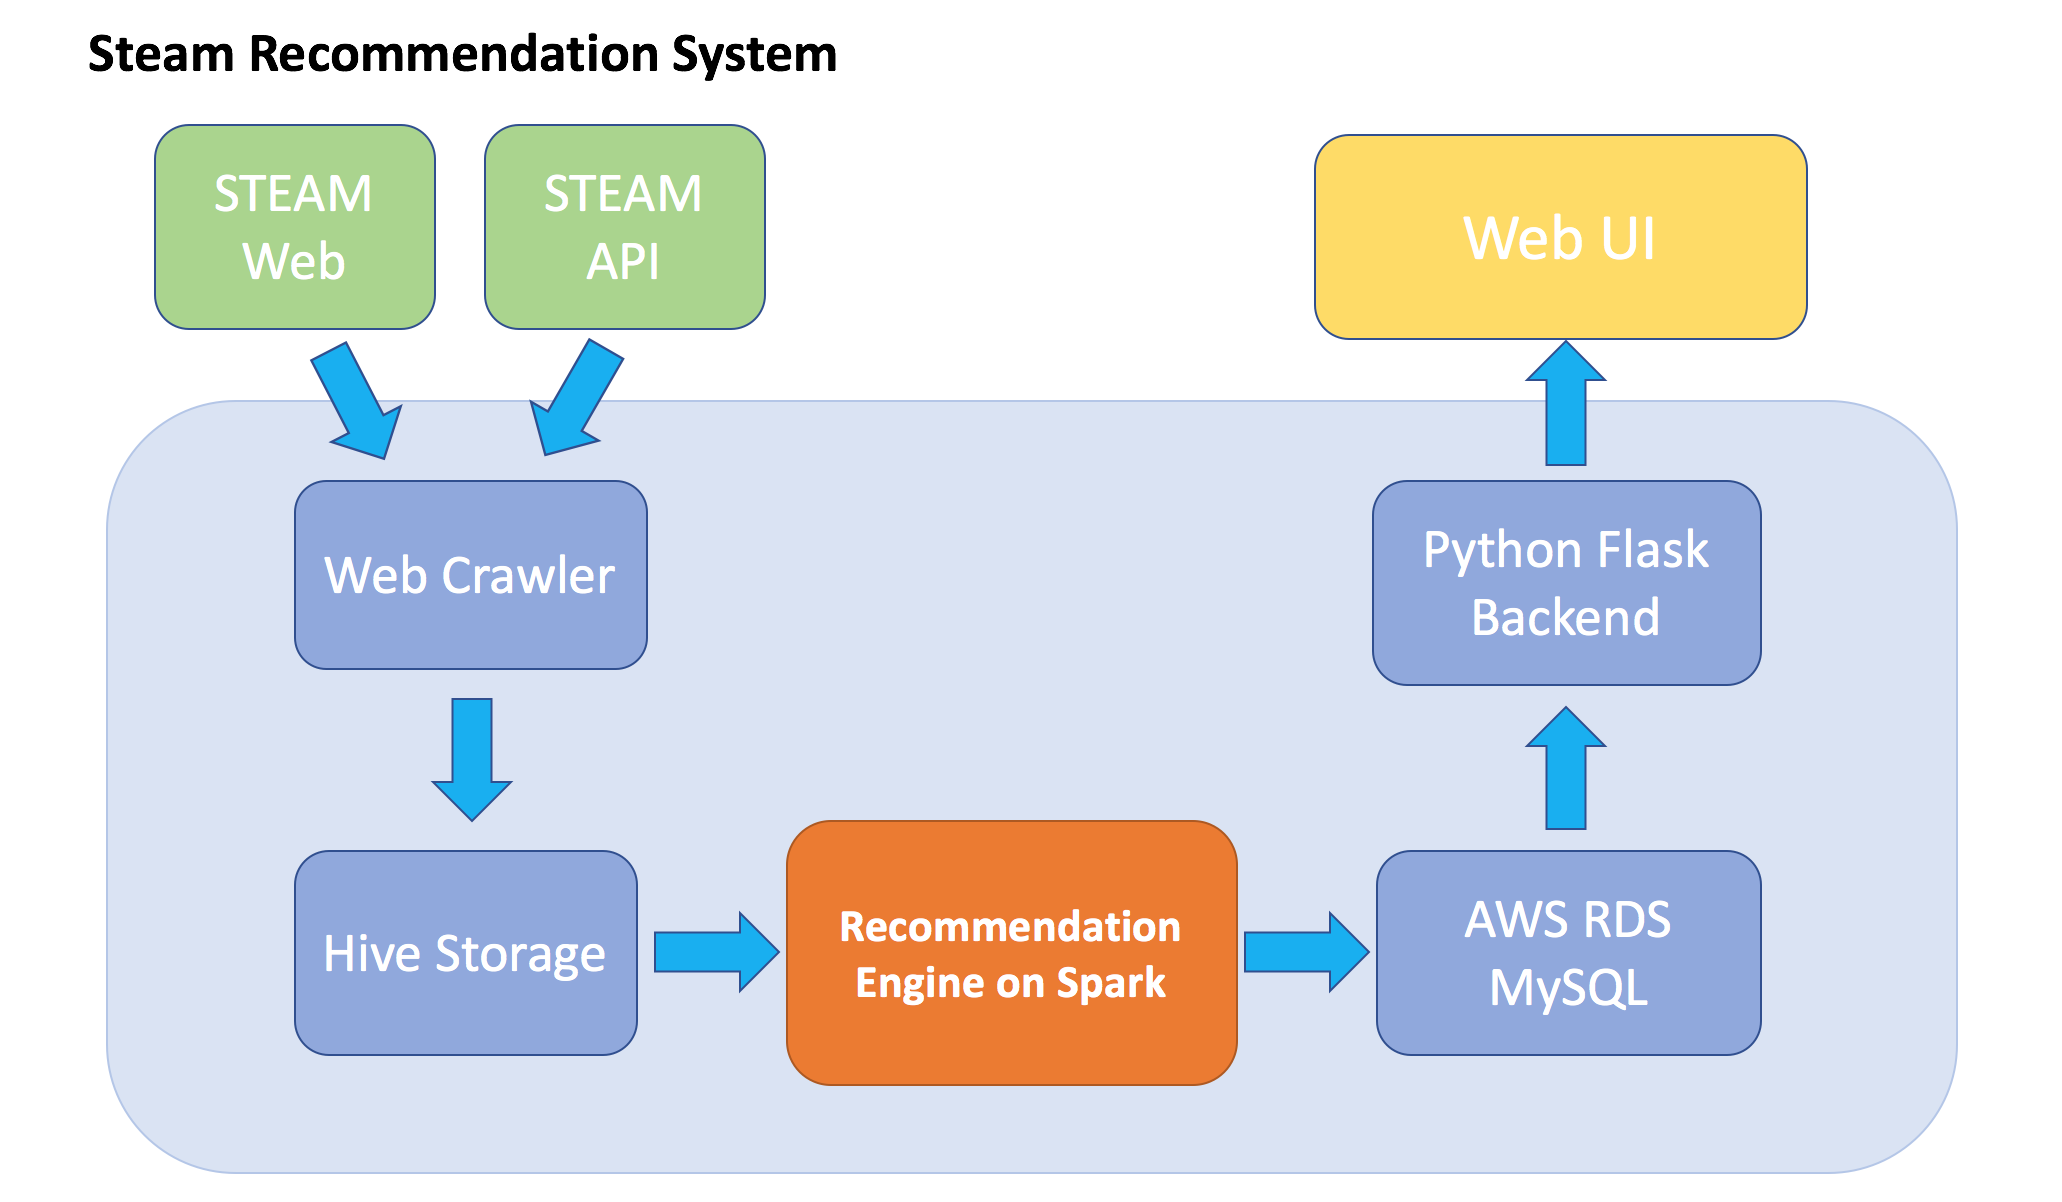 Steam Recommendation System
STEAM
Web
STEAM
API
Web UI
Web Crawler
Python Flask
Backend
Hive Storage
Recommendation
Engine on Spark
AWS RDS
MySQL